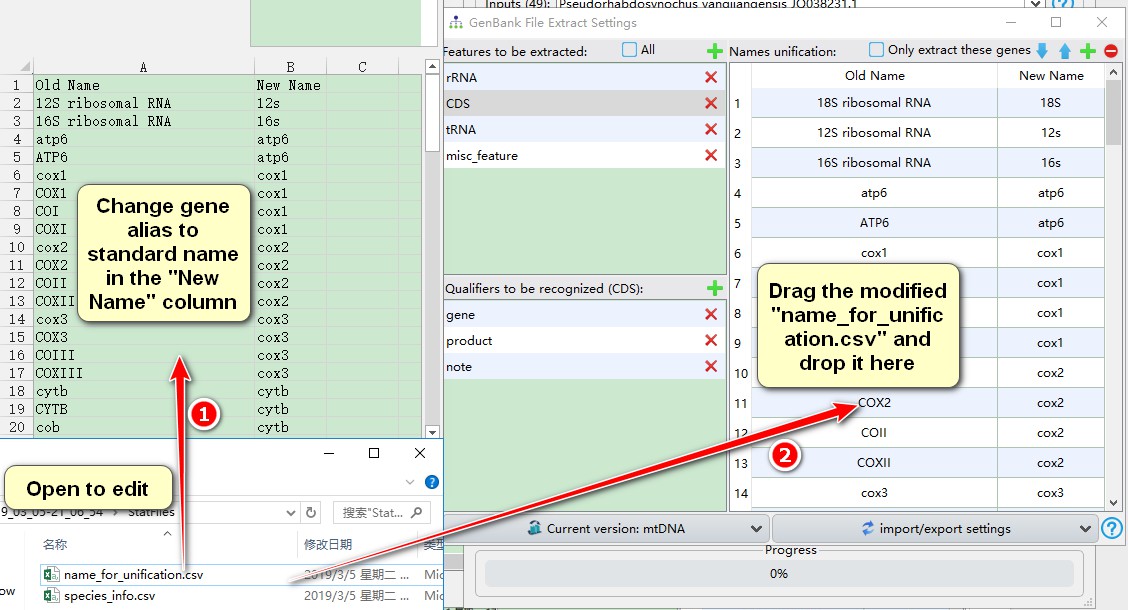 Inputs (49): Pseudorhabdosynochus yangjiangensis JQ038231.1
GenBank File Extract Settings
Features to be extracted:
All
Names unification:
Only extract these genes
rRNA
CDS
tRNA
misc_feature
Qualifiers to be recognized (CDS):
gene
product
note
Old Name New Name
1 18S ribosomal RNA 18S
2 12S ribosomal RNA 12s
3 16S ribosomal RNA 16s
4 atp6 atp6
5 ATP6 atp6
6 cox1 cox1
7 cox1
8 cox1
9 cox1
10 cox2
11 COX2 cox2
12 COII cox2
13 COXII cox2
14 cox3 cox3
Drag the modified
"name_for_unific
ation.csv" and
drop it here
2
Current version: mtDNA
import/export settings
Progress
0%
A B C
1 Old Name New Name
2 12S ribosomal RNA 12s
3 16S ribosomal RNA 16s
4 atp6 atp6
5 ATP6 atp6
6 cox1 cox1
7 COX1 cox1
8 COI cox1
9 COXI cox1
10 cox2 cox2
11 COX2 cox2
12 COII cox2
13 COXII cox2
14 cox3 cox3
15 COX3 cox3
16 COIII cox3
17 COXIII cox3
18 cytb cytb
19 CYTB cytb
20 cob cytb
Change gene
alias to
standard name
in the "New
Name" column
1
Open to edit
9_03_05-21_06_54 StatFiles
搜索"Stat...
名称 修改日期 类型
name_for_unification.csv 2019/3/5 星期二 ... Mic
species_info.csv 2019/3/5 星期二 ... Mic
ow